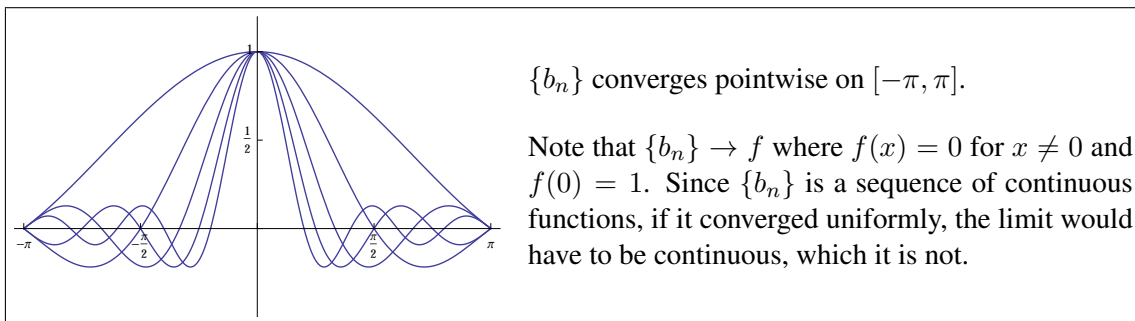 1
1/2
−π
−π/2
π/2
π
{b_n} converges pointwise on [−π, π].
Note that {b_n} → f where f(x) = 0 for x ≠ 0 and
f(0) = 1. Since {b_n} is a sequence of continuous
functions, if it converged uniformly, the limit would
have to be continuous, which it is not.